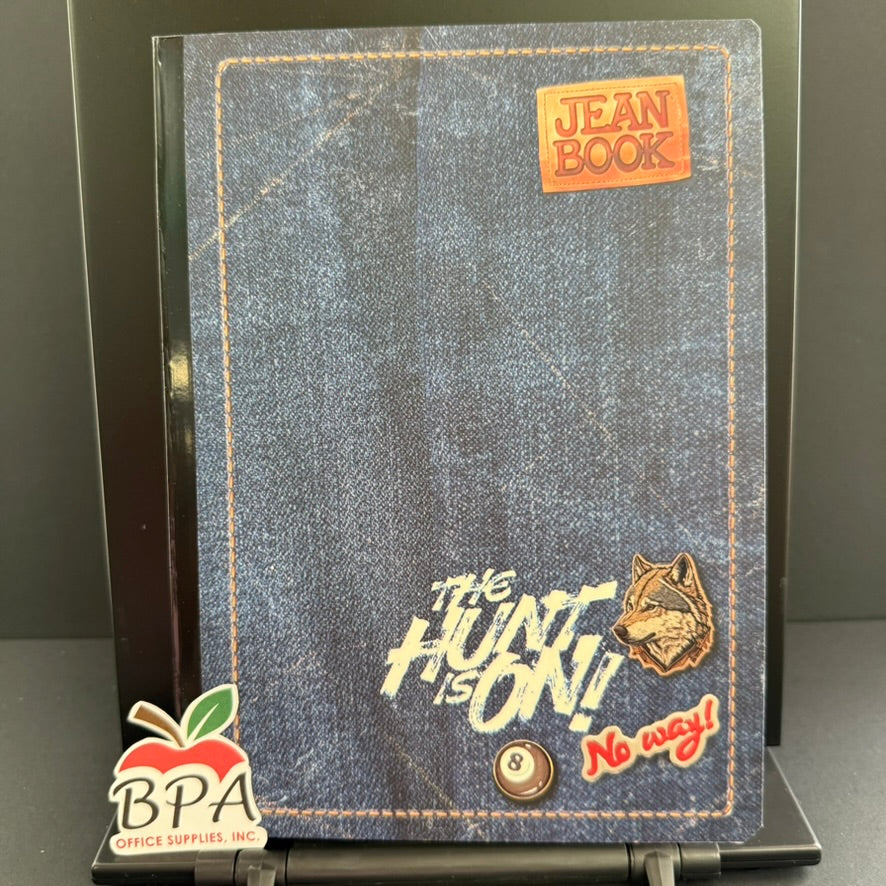 JEAN
BOOK
THE
HUNT
IS ON!!
No way!
8
BPA
OFFICE SUPPLIES, INC.